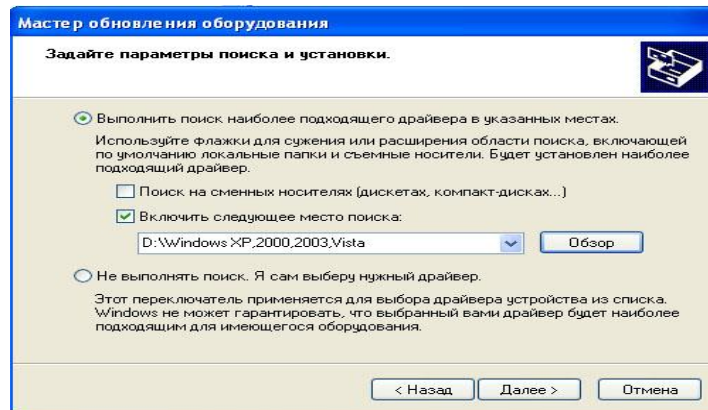 Мастер обновления оборудования
Задайте параметры поиска и установки.
Выполнить поиск наиболее подходящего драйвера в указанных местах.
Используйте флажки для сужения или расширения области поиска, включающей
по умолчанию локальные папки и съемные носители. Будет установлен наиболее
подходящий драйвер.
Поиск на сменных носителях (дискетах, компакт-дисках...)
Включить следующее место поиска:
D:\Windows XP,2000,2003,Vista
Обзор
Не выполнять поиск. Я сам выберу нужный драйвер.
Этот переключатель применяется для выбора драйвера устройства из списка.
Windows не может гарантировать, что выбранный вами драйвер будет наиболее
подходящим для имеющегося оборудования.
< Назад Далее > Отмена